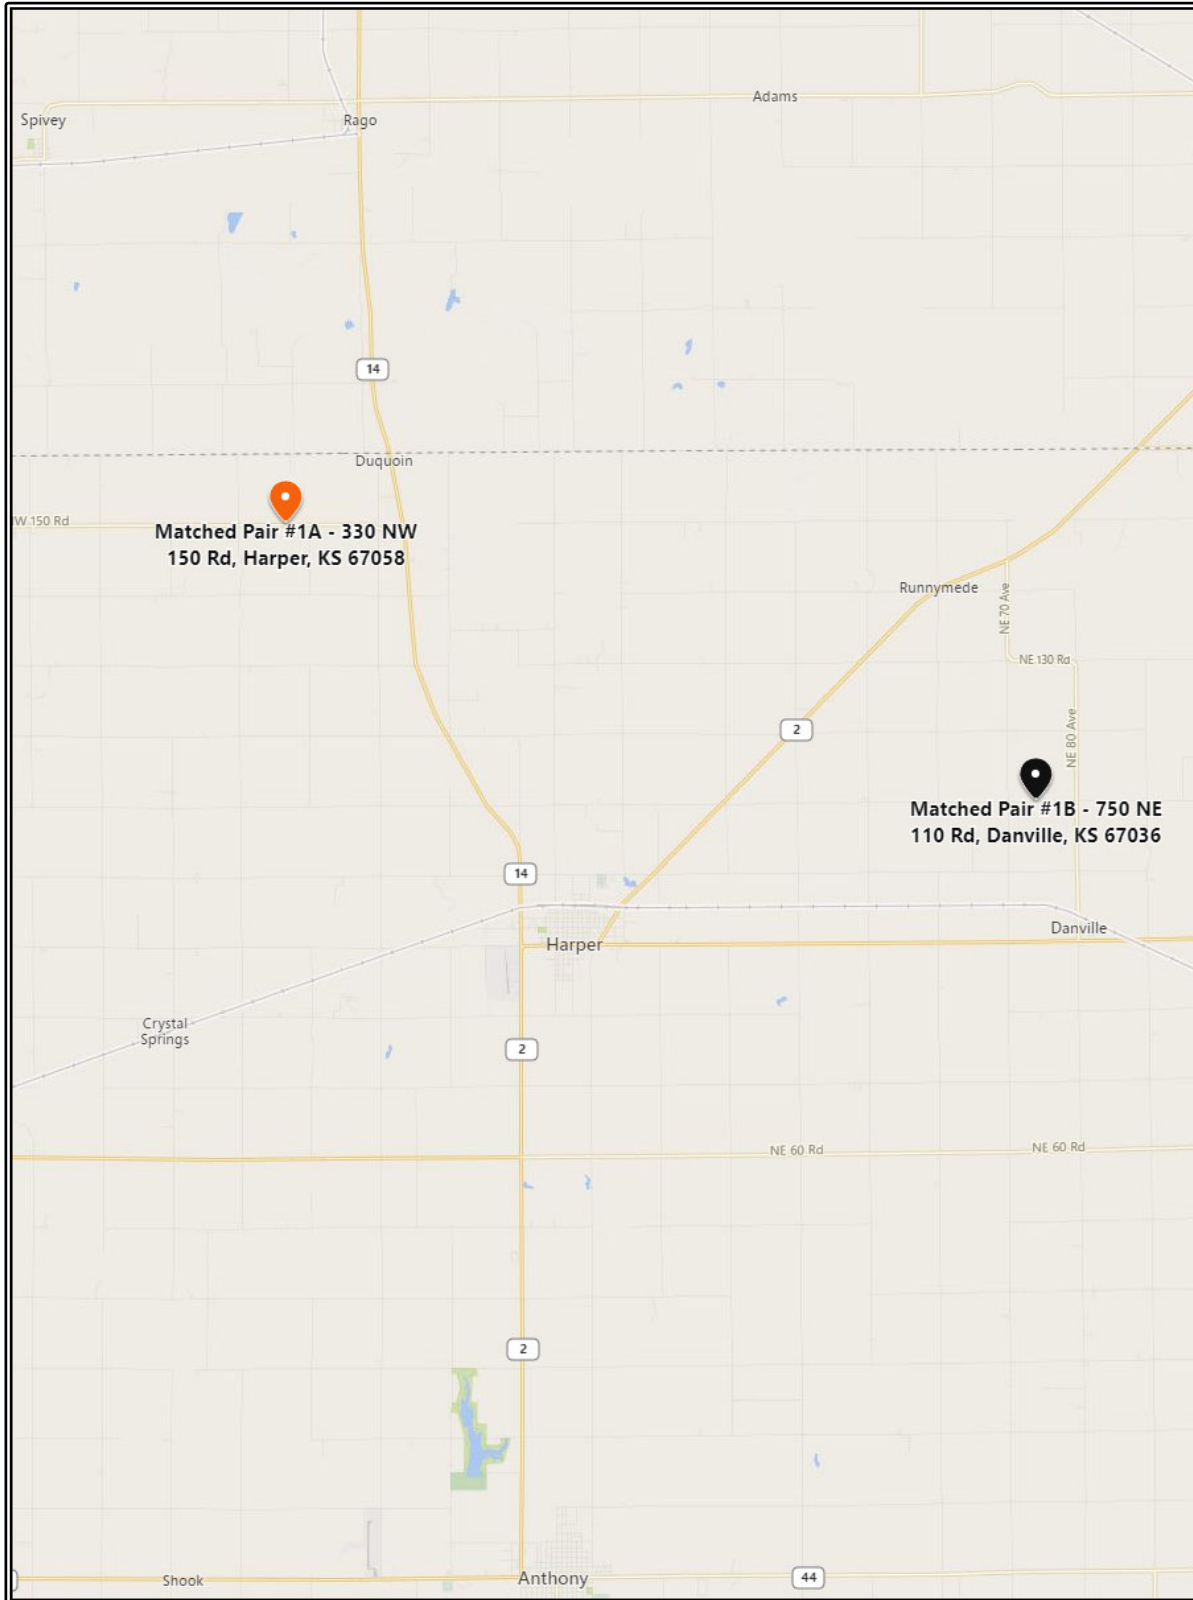 Adams
Spivey
Rago
14
Duquoin
W 150 Rd
Matched Pair #1A - 330 NW
150 Rd, Harper, KS 67058
Runnymede
NE 70 Ave
NE 130 Rd
2
NE 80 Ave
Matched Pair #1B - 750 NE
110 Rd, Danville, KS 67036
14
Danville
Harper
Crystal
Springs
2
NE 60 Rd
NE 60 Rd
2
Shook
Anthony
44